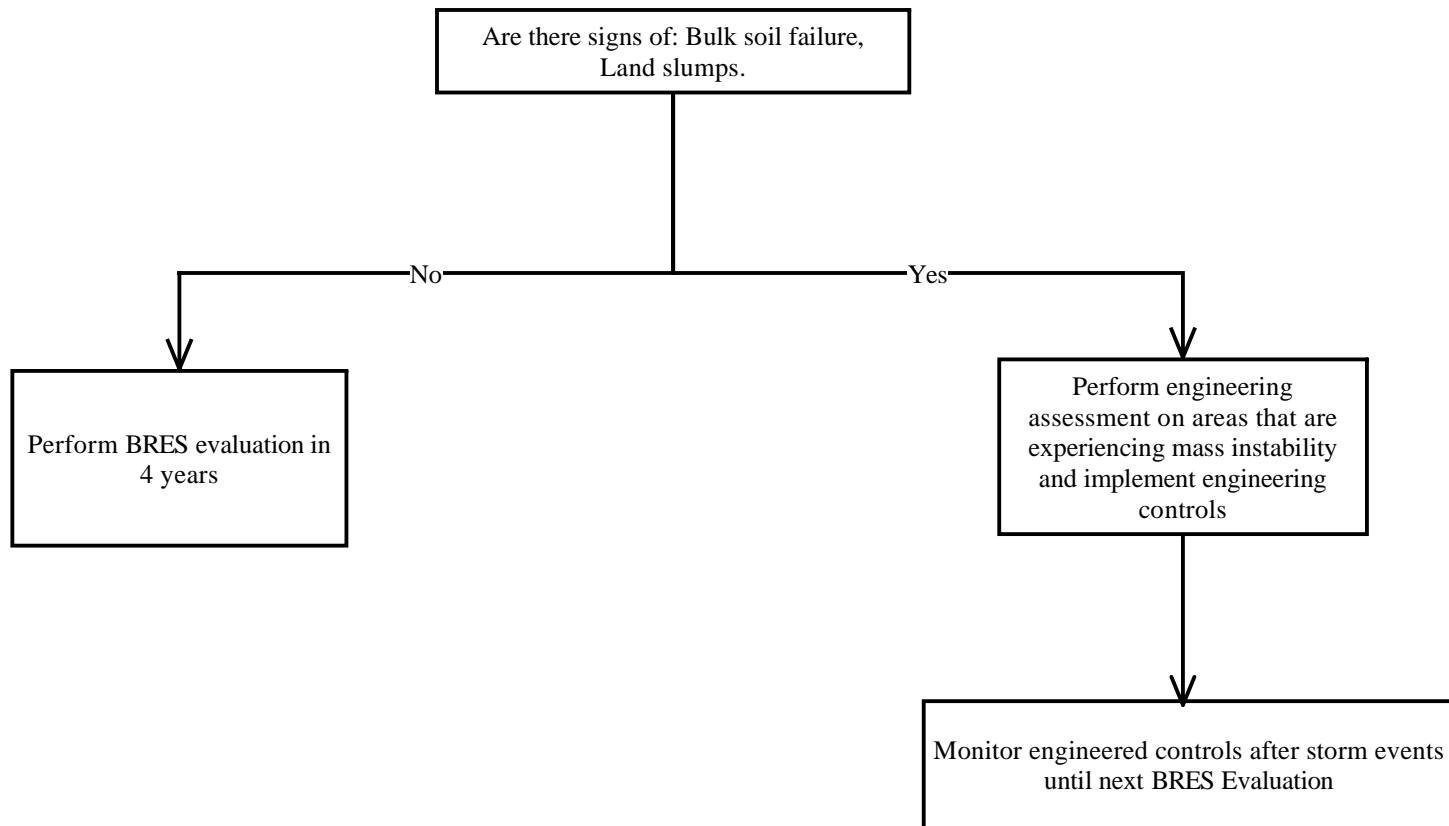 Are there signs of: Bulk soil failure,
Land slumps.
No
Yes
Perform BRES evaluation in
4 years
Perform engineering
assessment on areas that are
experiencing mass instability
and implement engineering
controls
Monitor engineered controls after storm events
until next BRES Evaluation